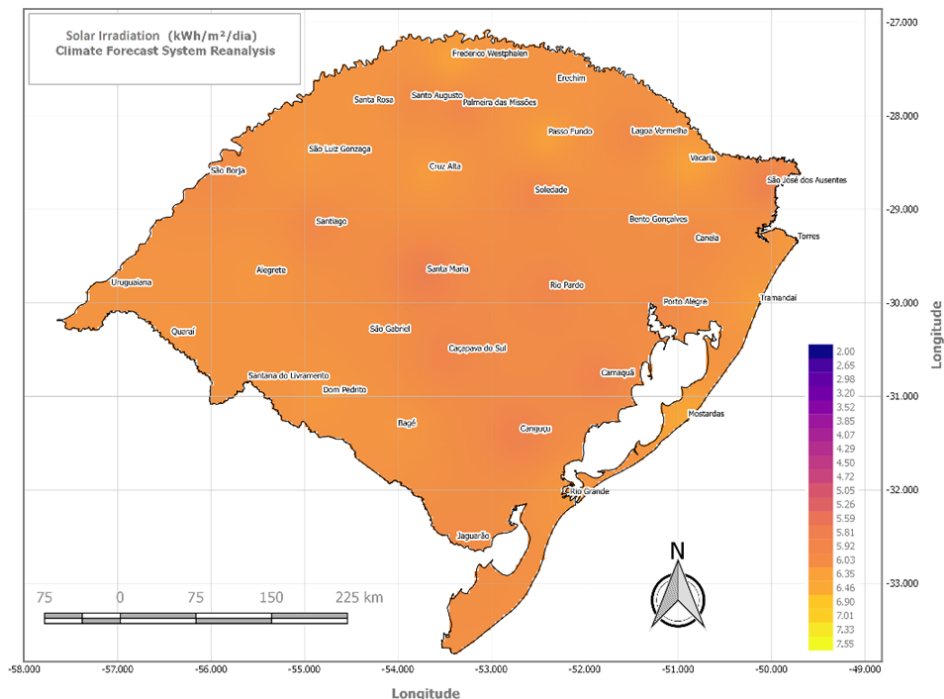 Solar Irradiation (kWh/m²/dia)
Climate Forecast System Reanalysis
-27.000
Frederico Westphalen
Erechim
Santo Augusto
Santa Rosa
Palmeira das Missões
-28.000
Passo Fundo
Lagoa Vermelha
São Luiz Gonzaga
Vacaria
Cruz Alta
São Borja
São José dos Ausentes
Soledade
-29.000
Santiago
Bento Gonçalves
Canela
Torres
Alegrete
Santa Maria
Uruguaiana
Rio Pardo
Tramandaí
Porto Alegre
-30.000
Longitude
São Gabriel
Quaraí
Caçapava do Sul
2.00
2.65
Camaquã
Santana do Livramento
2.98
Dom Pedrito
3.20
-31.000
3.52
Mostardas
3.85
Bagé
Canguçu
4.07
4.29
4.50
4.72
Rio Grande
-32.000
5.05
5.26
5.59
Jaguarão
5.81
5.92
N
6.03
6.35
-33.000
6.46
75 0 75 150 225 km
6.90
7.01
7.33
7.55
-58.000 -57.000 -56.000 -55.000 -54.000 -53.000 -52.000 -51.000 -50.000 -49.000
Longitude